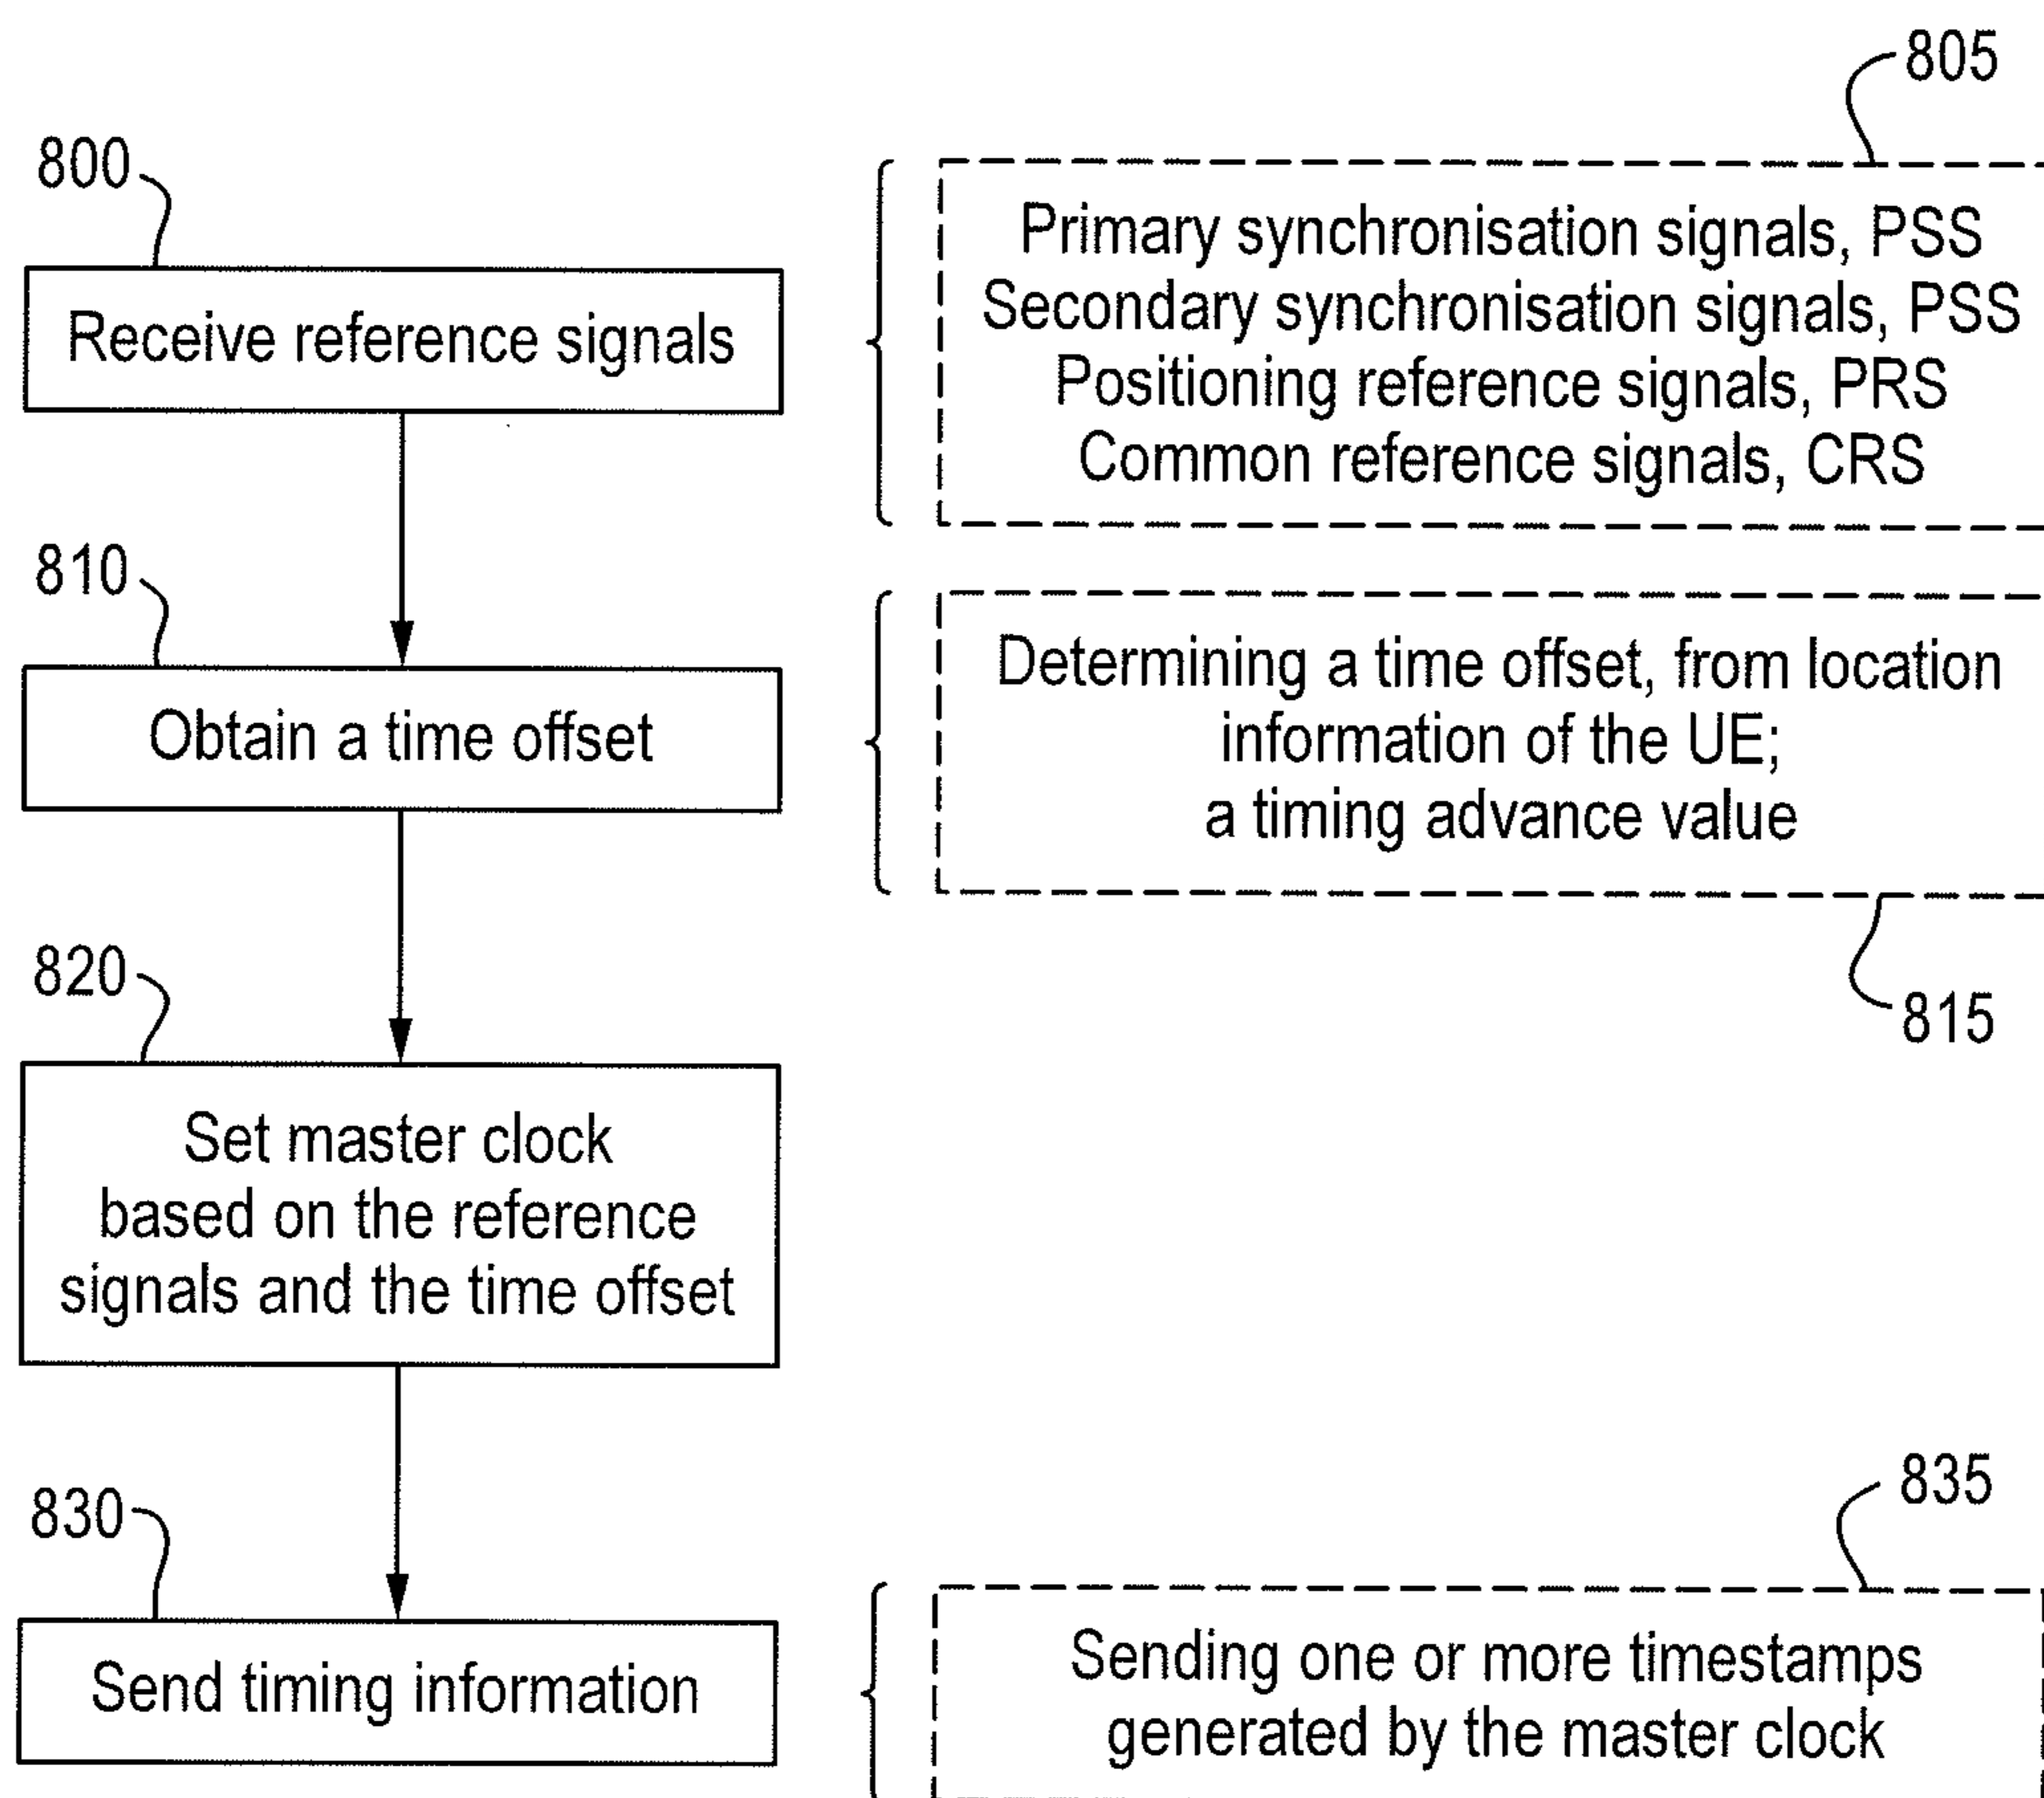 805
800
Primary synchronisation signals, PSS
Secondary synchronisation signals, PSS
Positioning reference signals, PRS
Common reference signals, CRS
Receive reference signals
810
Determining a time offset, from location
information of the UE;
a timing advance value
Obtain a time offset
820
815
Set master clock
based on the reference
signals and the time offset
830
835
Send timing information
Sending one or more timestamps
generated by the master clock